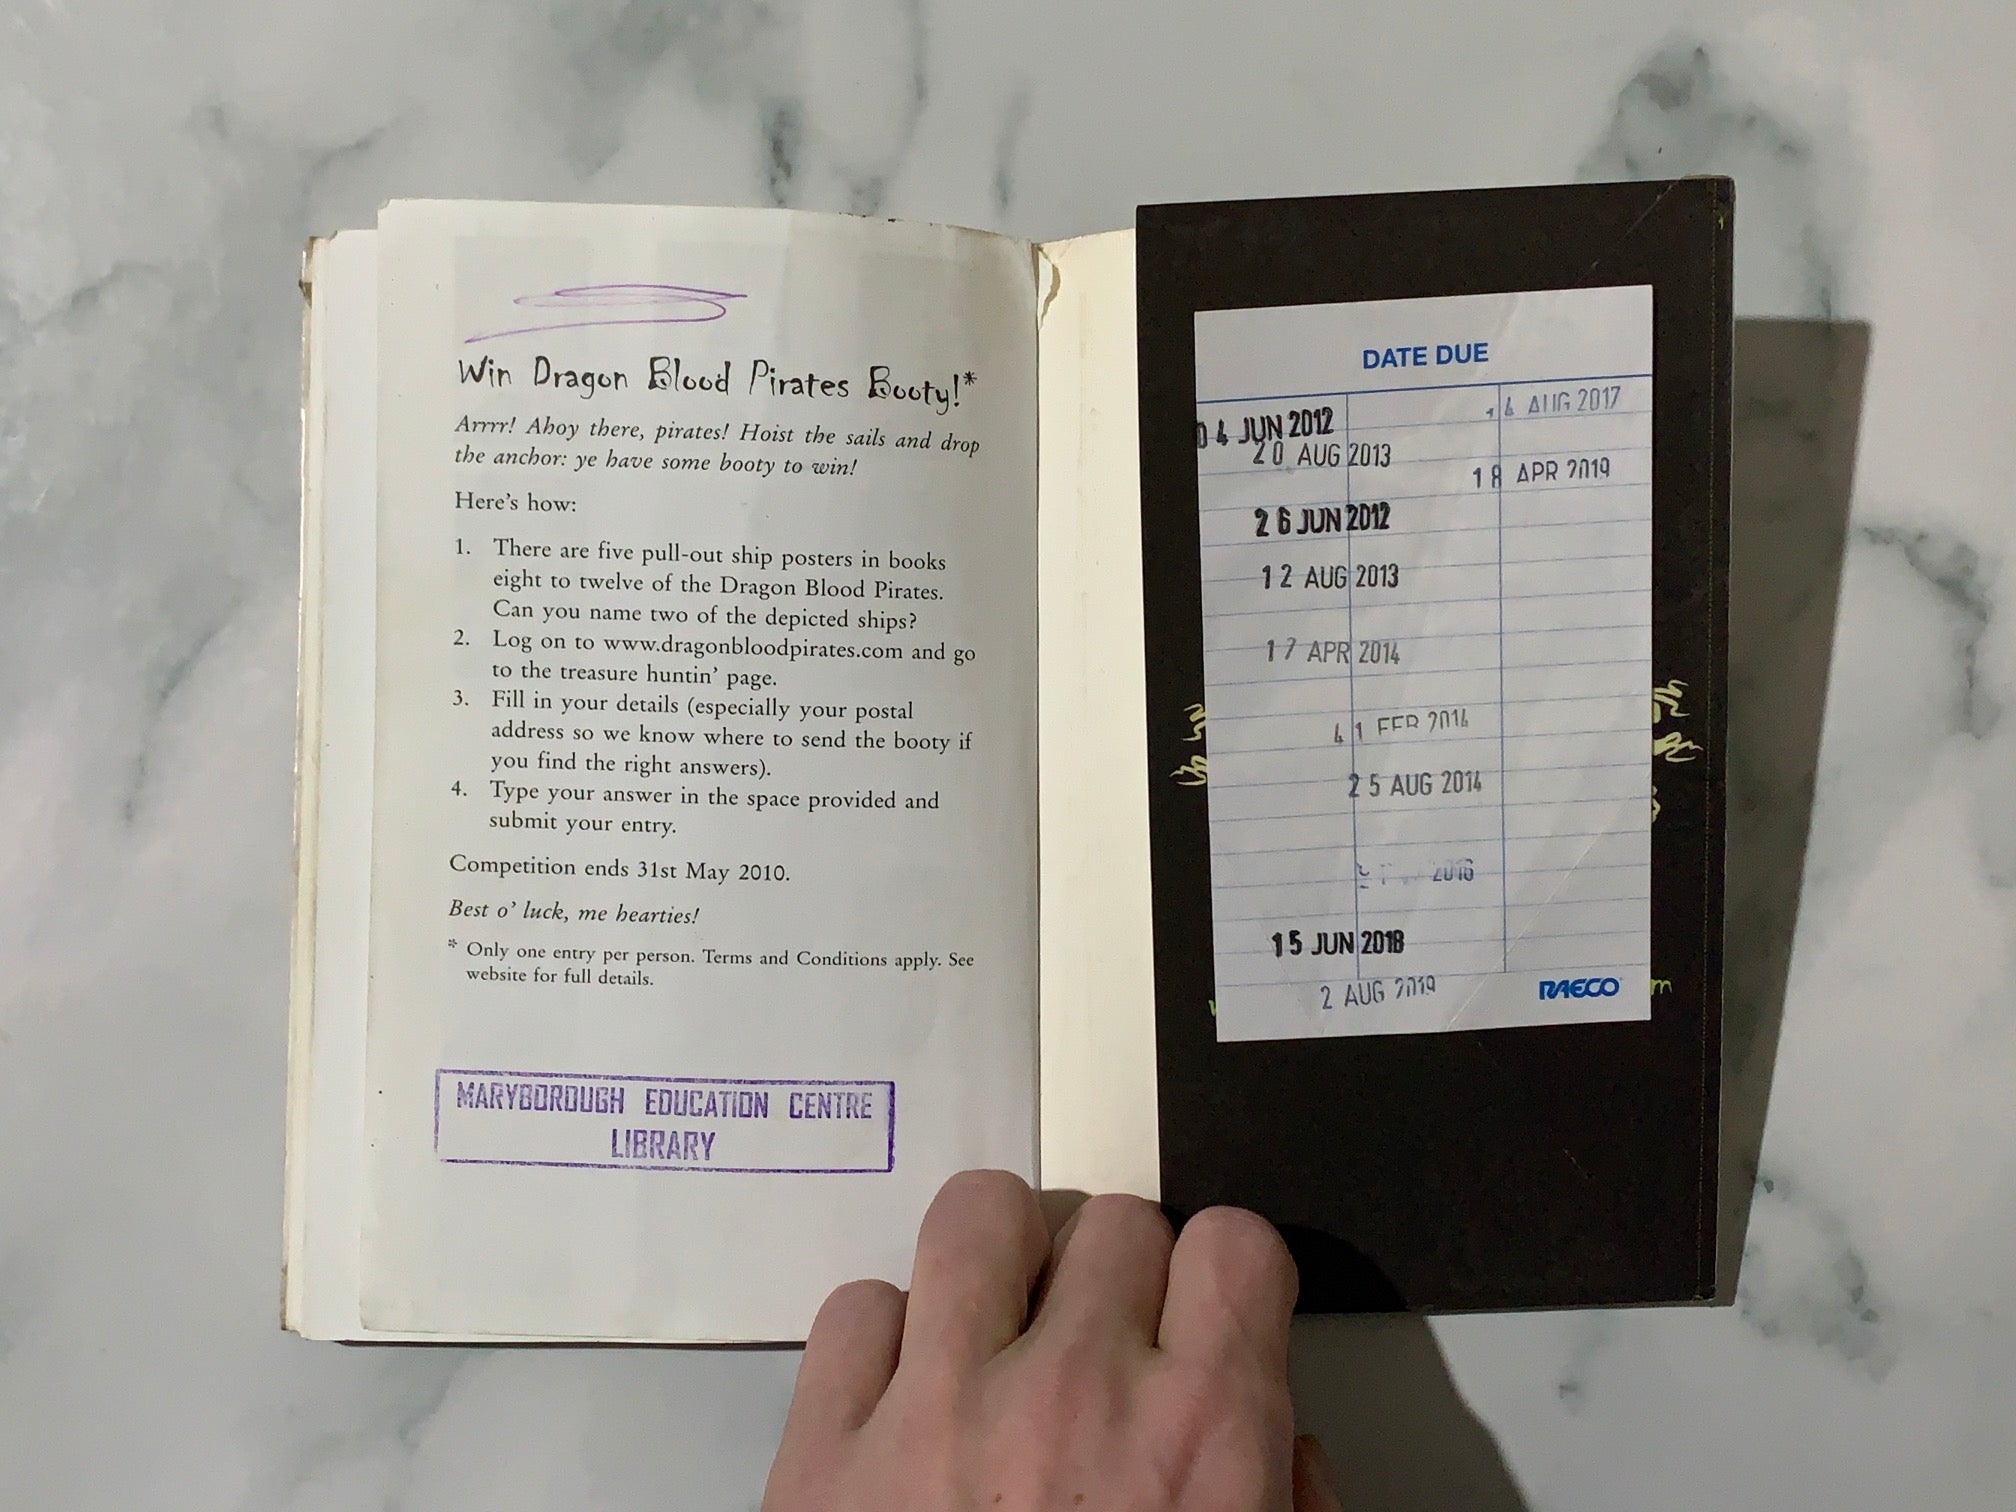 Win Dragon Blood Pirates Booty!*
Arrrr! Ahoy there, pirates! Hoist the sails and drop
the anchor: ye have some booty to win!
Here's how:
1. There are five pull-out ship posters in books
eight to twelve of the Dragon Blood Pirates.
Can you name two of the depicted ships?
2. Log on to www.dragonbloodpirates.com and go
to the treasure huntin' page.
3. Fill in your details (especially your postal
address so we know where to send the booty if
you find the right answers).
4. Type your answer in the space provided and
submit your entry.
Competition ends 31st May 2010.
Best o' luck, me hearties!
* Only one entry per person. Terms and Conditions apply. See
website for full details.
MARYBOROUGH EDUCATION CENTRE
LIBRARY
DATE DUE
14 AUG 2017
04 JUN 2012
20 AUG 2013
18 APR 2019
26 JUN 2012
12 AUG 2013
17 APR 2014
FEB 2014
25 AUG 2014
2016
15 JUN 2018
2 AUG 2019
RAECO